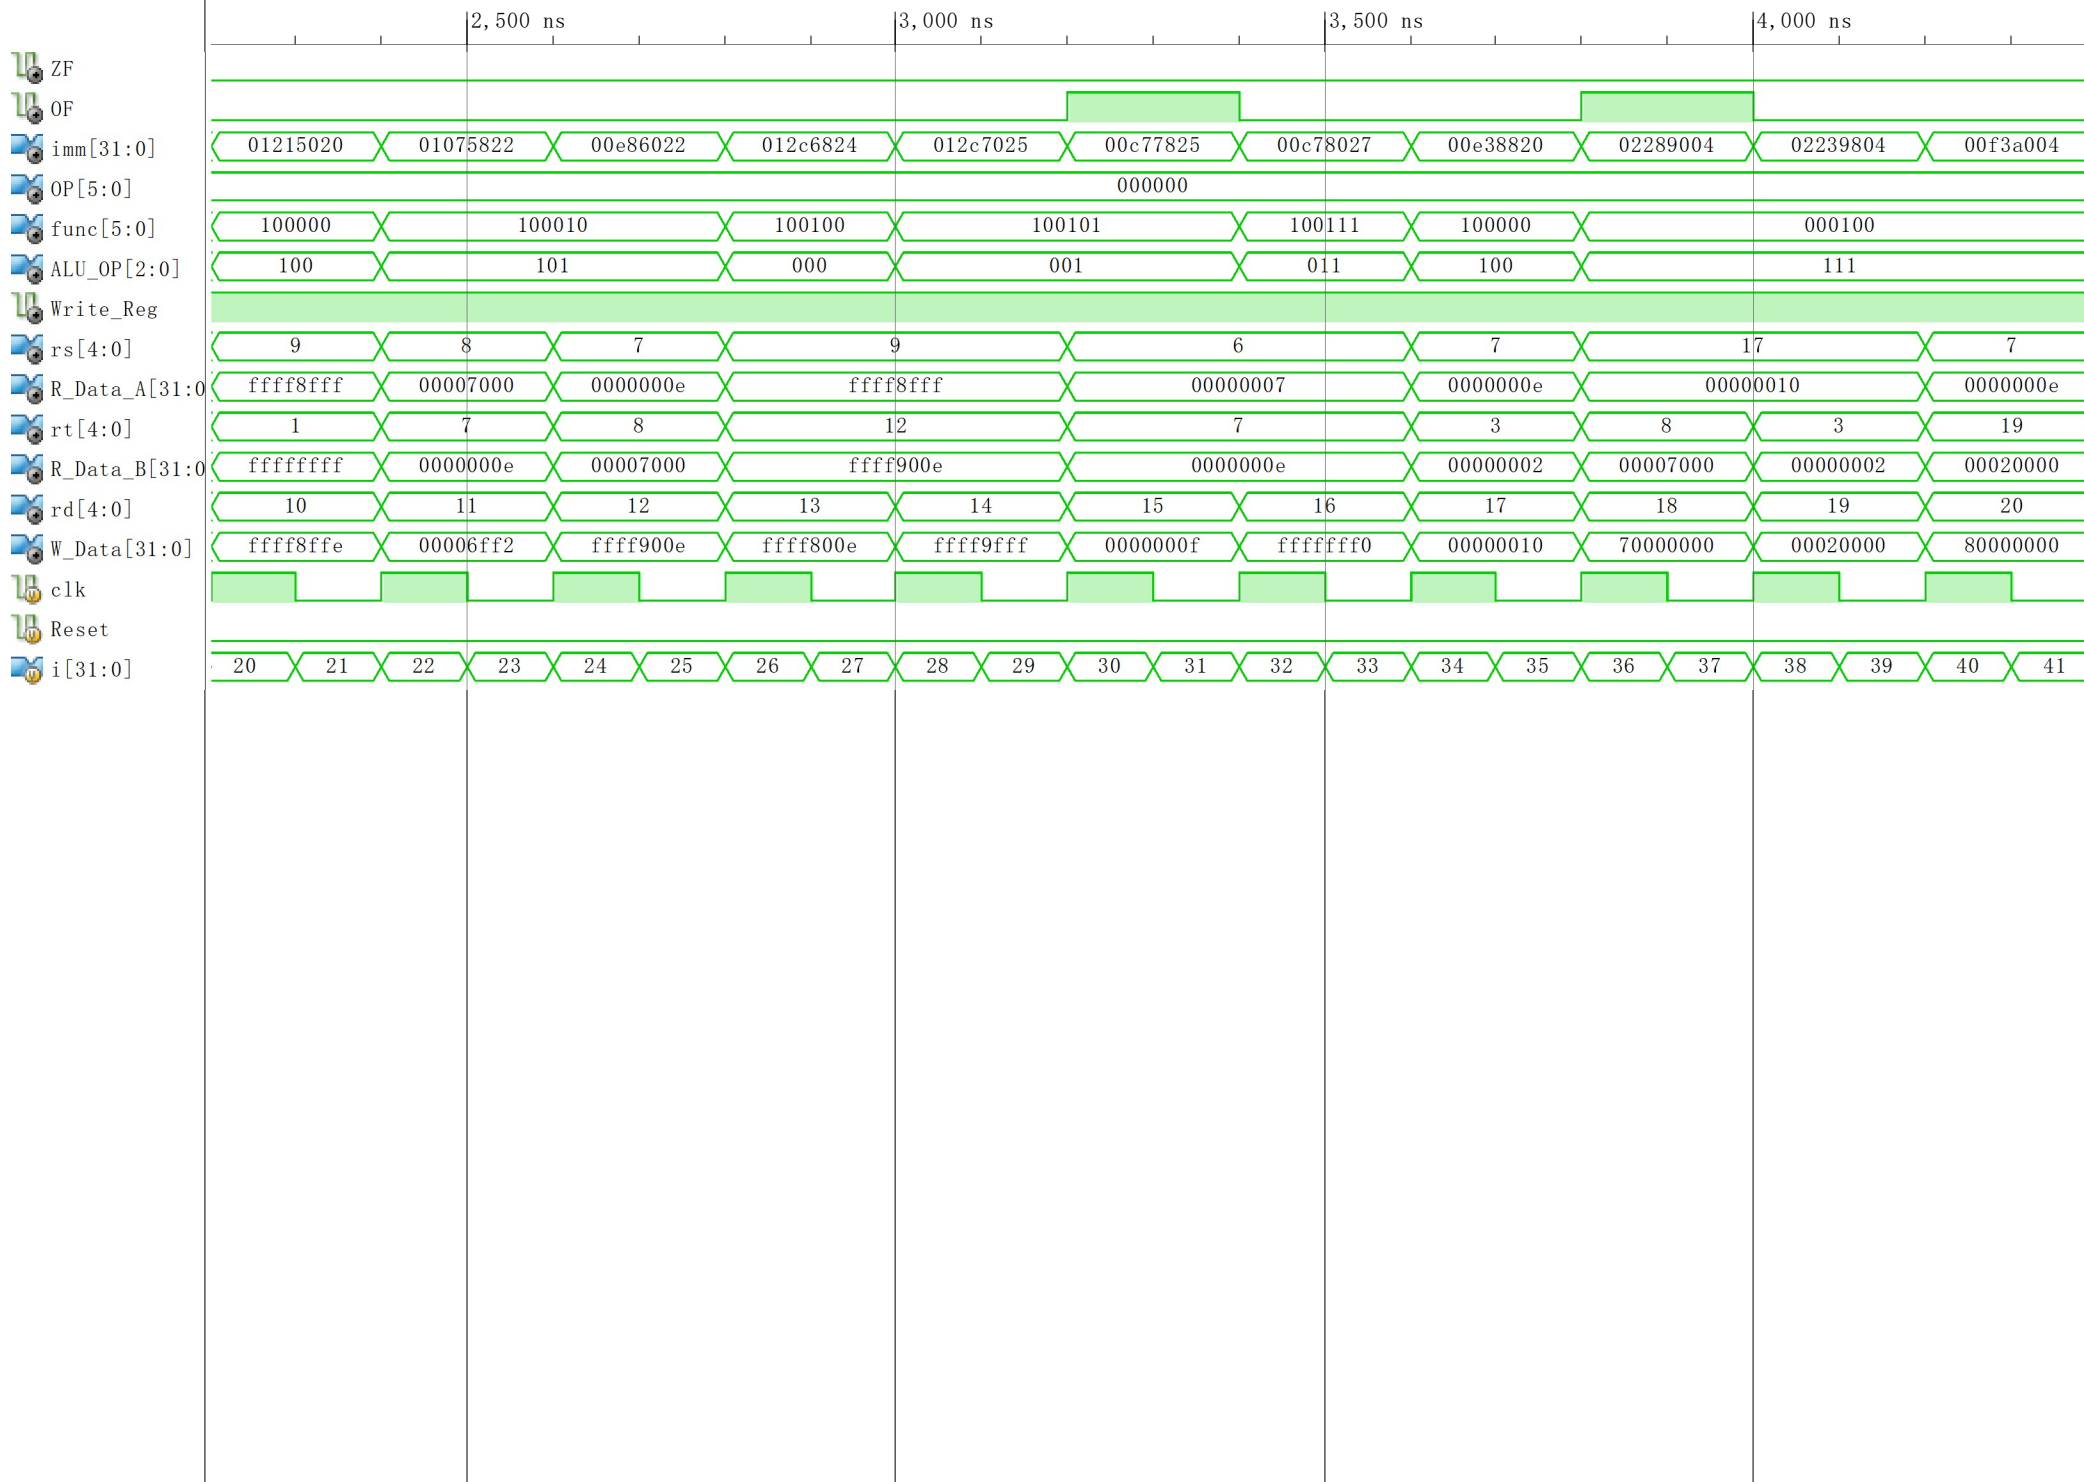 2,500 ns 3,000 ns 3,500 ns 4,000 ns
ZF
OF
imm[31:0] 01215020 01075822 00e86022 012c6824 012c7025 00c77825 00c78027 00e38820 02289004 02239804 00f3a004
OP[5:0] 000000
func[5:0] 100000 100010 100100 100101 100111 100000 000100
ALU_OP[2:0] 100 101 000 001 011 100 111
Write_Reg
rs[4:0] 9 8 7 9 6 7 17 7
R_Data_A[31:0 ffff8fff 00007000 0000000e ffff8fff 00000007 0000000e 00000010 0000000e
rt[4:0] 1 7 8 12 7 3 8 3 19
R_Data_B[31:0 ffffffff 0000000e 00007000 ffff900e 0000000e 00000002 00007000 00000002 00020000
rd[4:0] 10 11 12 13 14 15 16 17 18 19 20
W_Data[31:0] ffff8ffe 00006ff2 ffff900e ffff800e ffff9fff 0000000f fffffff0 00000010 70000000 00020000 80000000
clk
Reset
i[31:0] 20 21 22 23 24 25 26 27 28 29 30 31 32 33 34 35 36 37 38 39 40 41